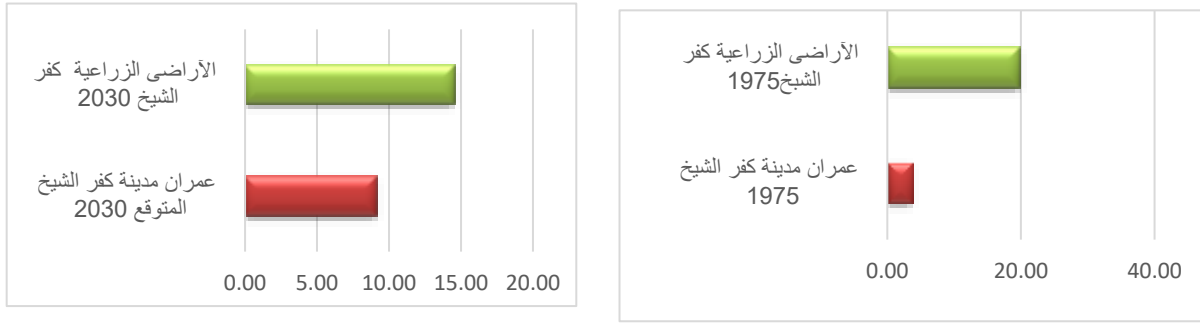 الآراضى الزراعية كفر
الشيخ 2030
عمران مدينة كفر الشيخ
المتوقع 2030
0.00 5.00 10.00 15.00 20.00
الآراضى الزراعية كفر
الشيخ1975
عمران مدينة كفر الشيخ
1975
0.00 20.00 40.00